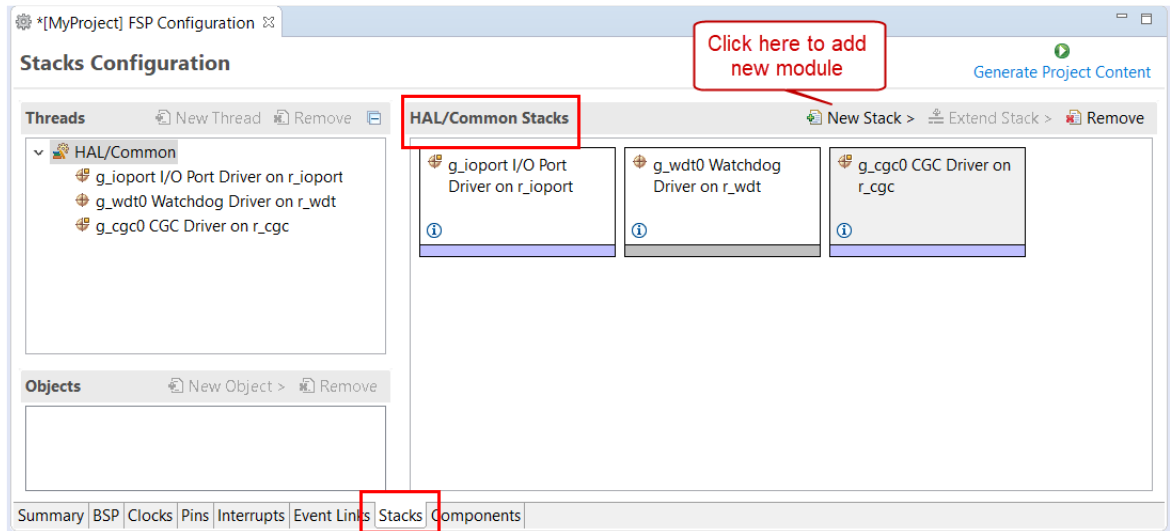 *[MyProject] FSP Configuration
Click here to add
new module
Stacks Configuration
Generate Project Content
Threads
New Thread
Remove
HAL/Common Stacks
New Stack >
Extend Stack >
Remove
HAL/Common
g_ioport I/O Port Driver on r_ioport
g_wdt0 Watchdog Driver on r_wdt
g_cgc0 CGC Driver on r_cgc
g_ioport I/O Port
Driver on r_ioport
g_wdt0 Watchdog
Driver on r_wdt
g_cgc0 CGC Driver on
r_cgc
Objects
New Object >
Remove
Summary
BSP
Clocks
Pins
Interrupts
Event Links
Stacks
Components